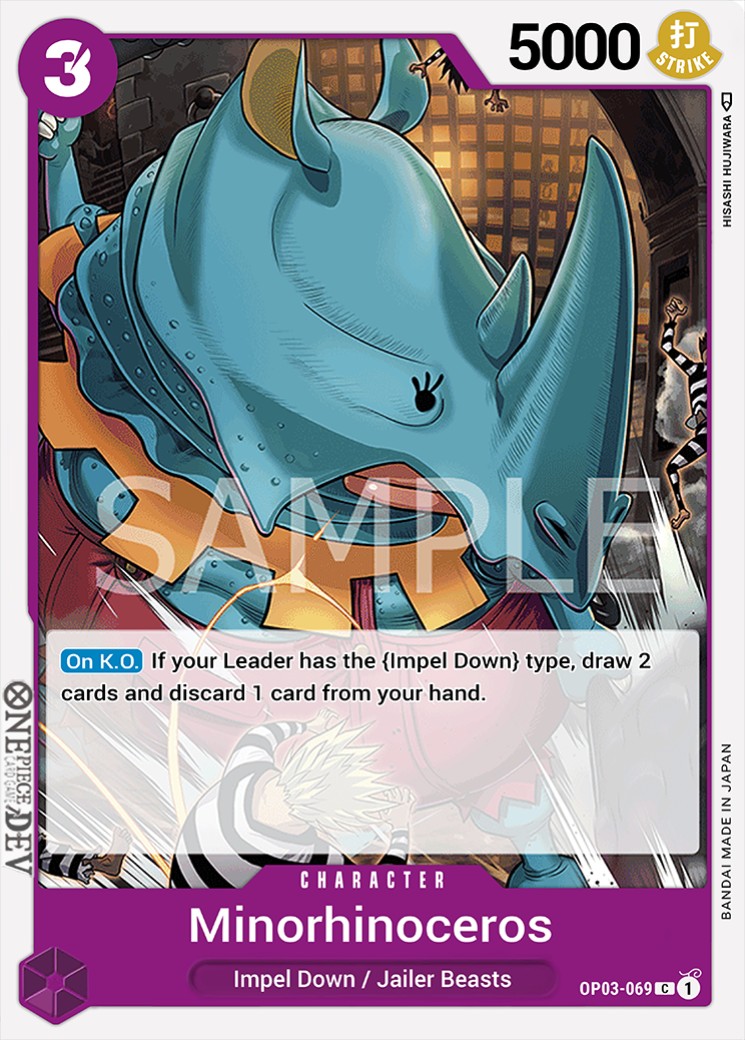 3
5000
打
STRIKE
HISASHI HUJIWARA
SAMPLE
On K.O. If your Leader has the {Impel Down} type, draw 2
cards and discard 1 card from your hand.
ONE PIECE
CARD GAME
DEV
BANDAI MADE IN JAPAN
CHARACTER
Minorhinoceros
Impel Down / Jailer Beasts
OP03-069 C 1